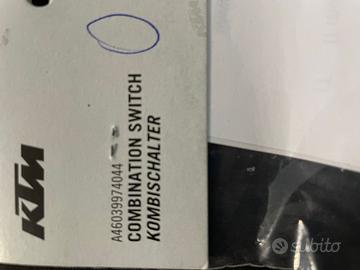 KTM
A46039974044
COMBINATION SWITCH
KOMBISCHALTER
subito